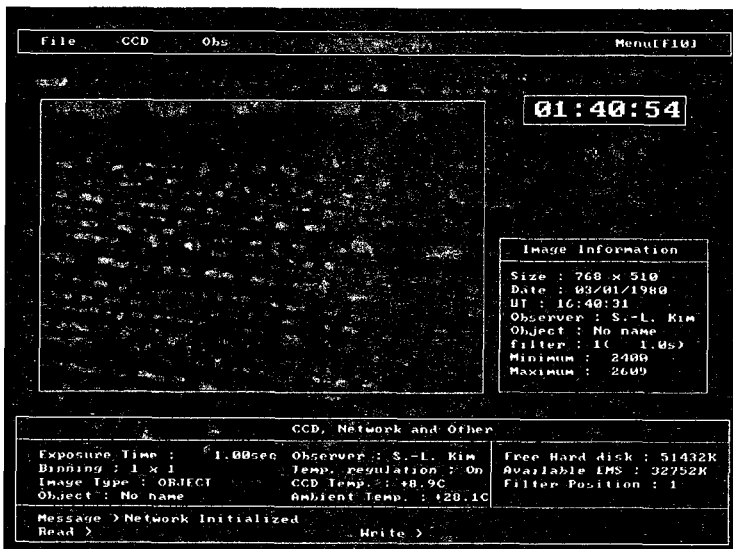 File CCD Obs Menu[F10]
01:40:54
Image Information
Size : 768 x 510
Date : 03/01/1980
UT : 16:40:31
Observer : S.-L. Kim
Object : No name
filter : 1( 1.0s)
Minimum : 2400
Maximum : 2609
CCD, Network and Other
Exposure Time : 1.00sec
Binning : 1 x 1
Image Type : OBJECT
Object : No name
Observer : S.-L. Kim
Temp. regulation : On
CCD Temp. : +8.9C
Ambient Temp. : +28.1C
Free Hard disk : 51432K
Available EMS : 32752K
Filter Position : 1
Message >Network Initialized
Read > Write >